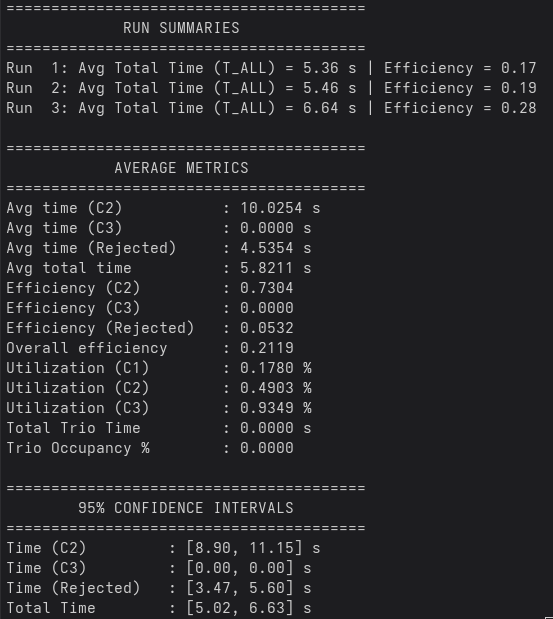 ========================================
RUN SUMMARIES
========================================
Run  1: Avg Total Time (T_ALL) = 5.36 s | Efficiency = 0.17
Run  2: Avg Total Time (T_ALL) = 5.46 s | Efficiency = 0.19
Run  3: Avg Total Time (T_ALL) = 6.64 s | Efficiency = 0.28
========================================
AVERAGE METRICS
========================================
Avg time (C2)           : 10.0254 s
Avg time (C3)           : 0.0000 s
Avg time (Rejected)     : 4.5354 s
Avg total time          : 5.8211 s
Efficiency (C2)         : 0.7304
Efficiency (C3)         : 0.0000
Efficiency (Rejected)   : 0.0532
Overall efficiency      : 0.2119
Utilization (C1)        : 0.1780 %
Utilization (C2)        : 0.4903 %
Utilization (C3)        : 0.9349 %
Total Trio Time         : 0.0000 s
Trio Occupancy %        : 0.0000
========================================
95% CONFIDENCE INTERVALS
========================================
Time (C2)         : [8.90, 11.15] s
Time (C3)         : [0.00, 0.00] s
Time (Rejected)   : [3.47, 5.60] s
Total Time        : [5.02, 6.63] s